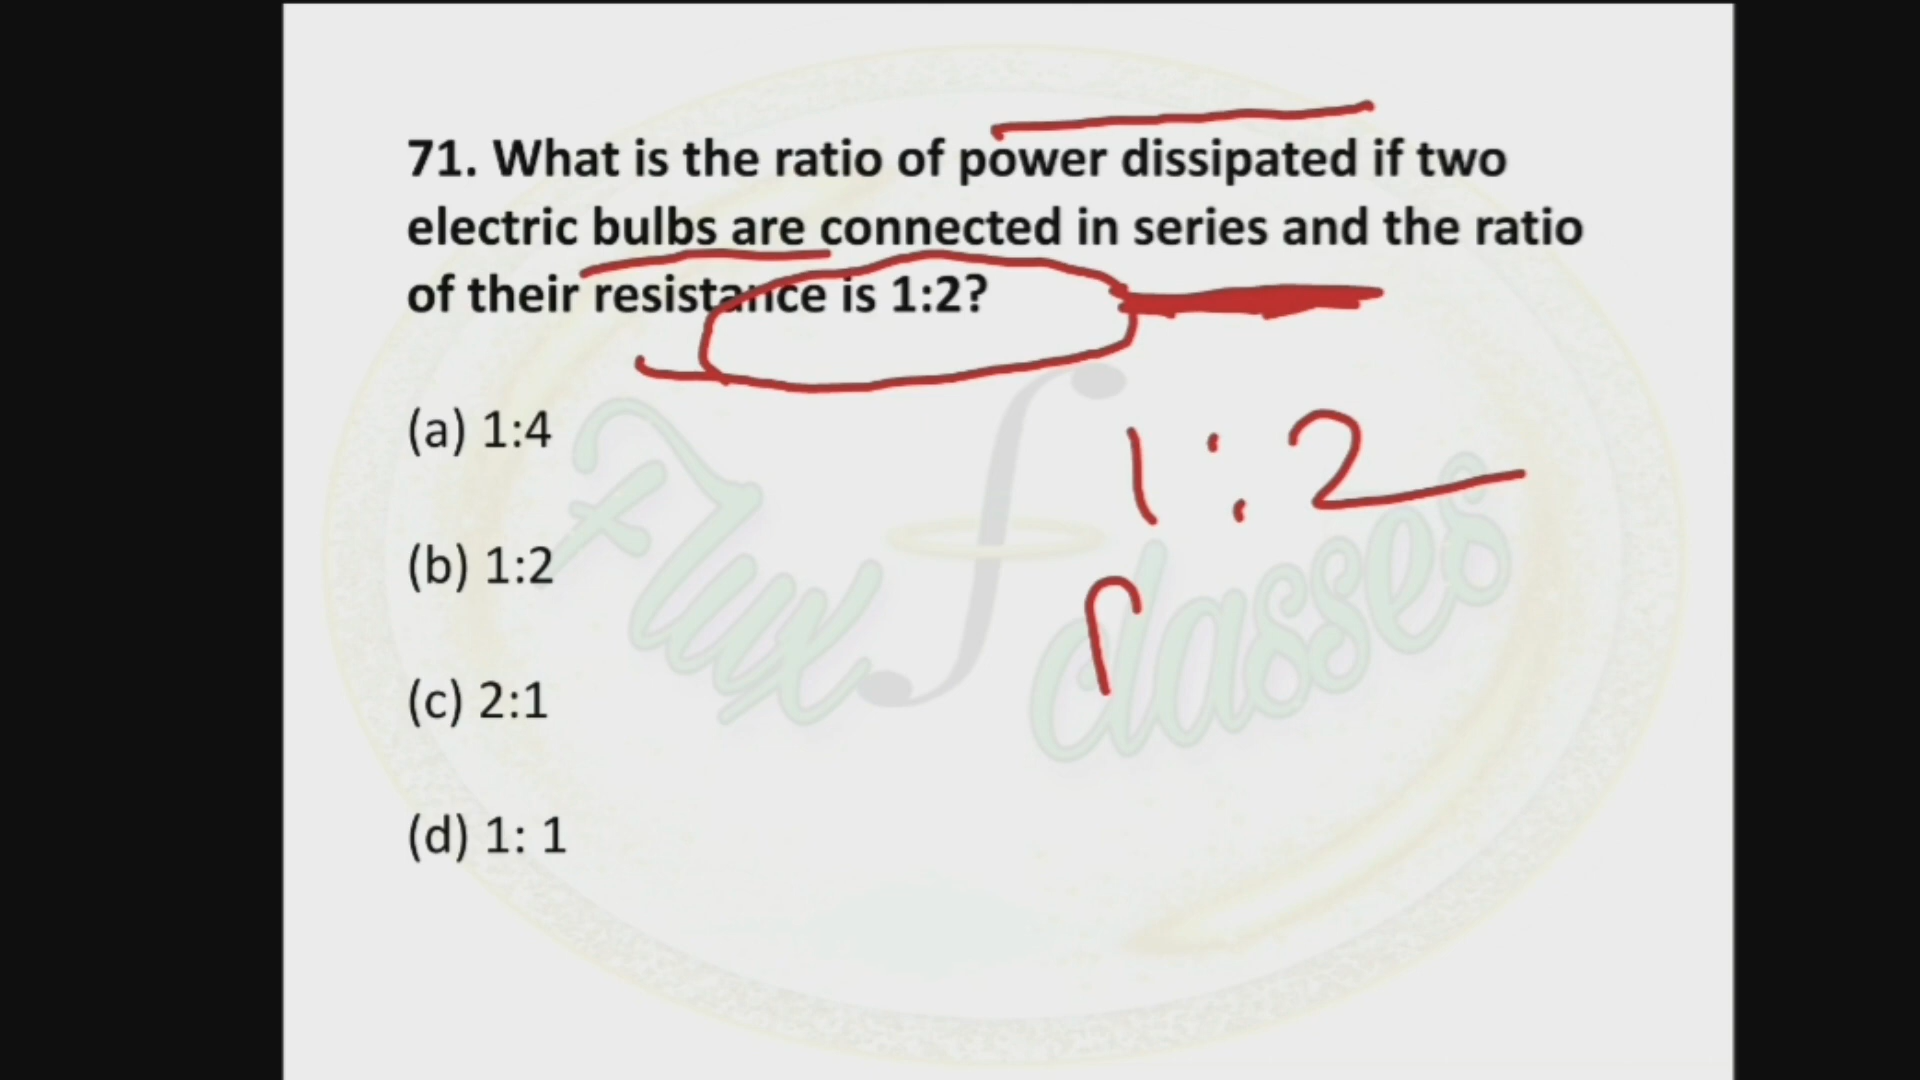 71. What is the ratio of power dissipated if two
electric bulbs are connected in series and the ratio
of their resistance is 1:2?
(a) 1:4
1:2
(b) 1:2
P
Flux classes
(c) 2:1
(d) 1: 1